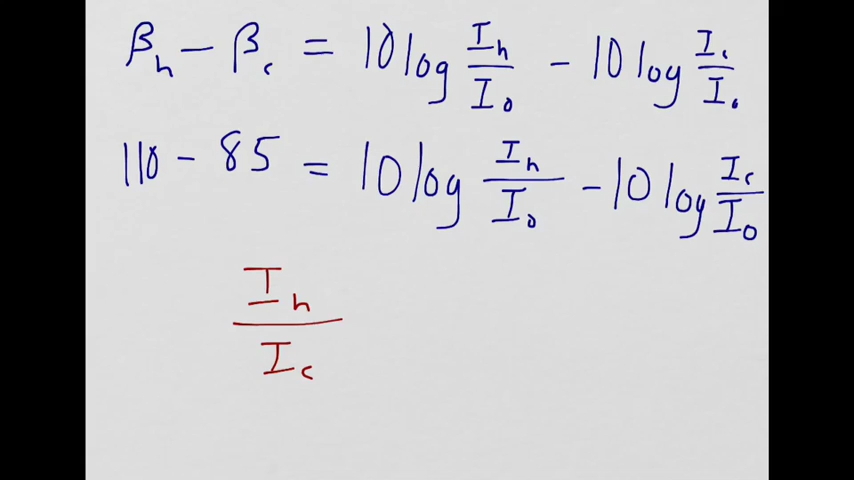 βh − βc = 10 log Ih/I0 − 10 log Ic/I0
110 − 85 = 10 log Ih/I0 − 10 log Ic/I0
Ih/Ic